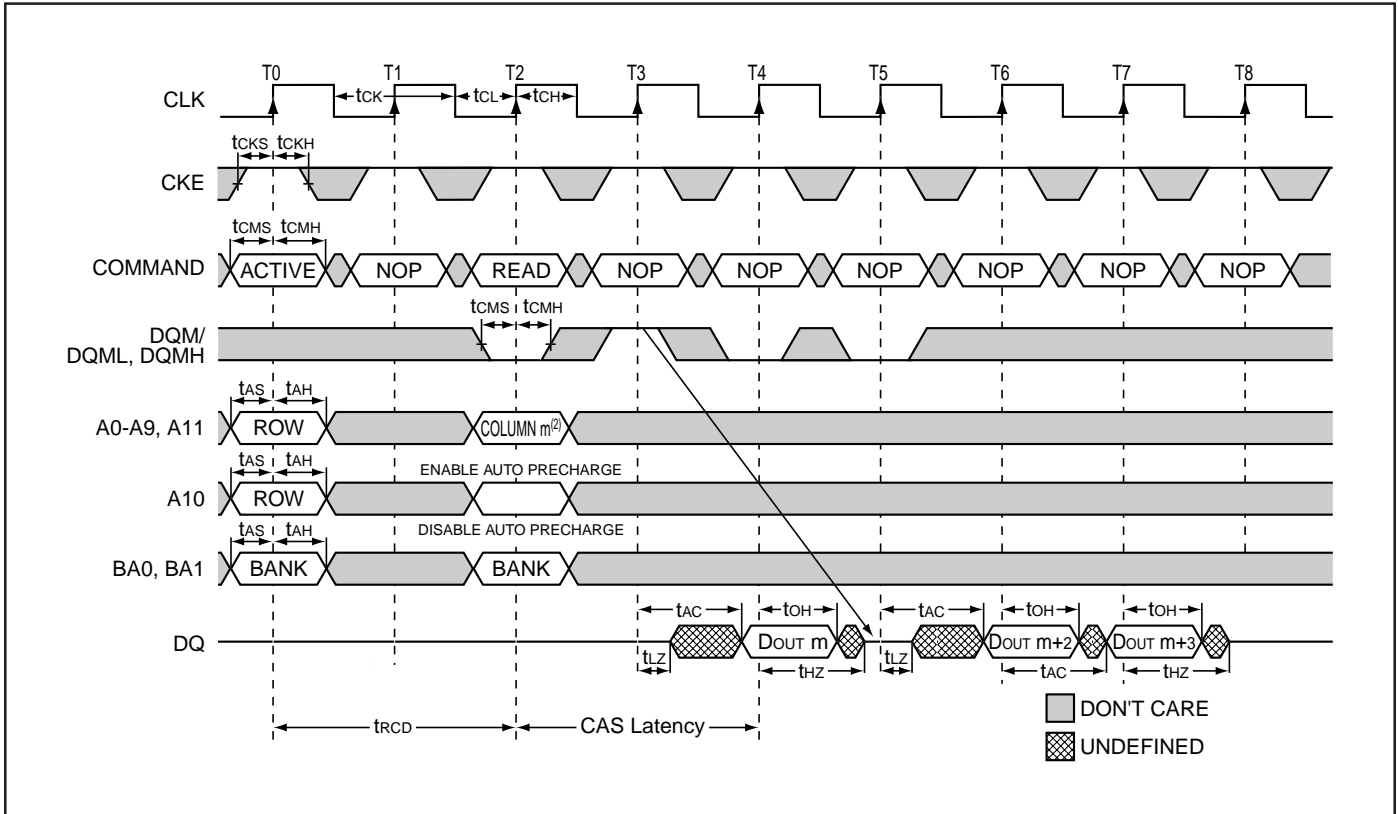 T0 T1 T2 T3 T4 T5 T6 T7 T8
CLK tCK tCL tCH
tCKS tCKH
CKE
tCMS tCMH
COMMAND ACTIVE NOP READ NOP NOP NOP NOP NOP NOP
tCMS tCMH
DQM/
DQML, DQMH
tAS tAH
A0-A9, A11 ROW COLUMN m(2)
tAS tAH ENABLE AUTO PRECHARGE
A10 ROW
tAS tAH DISABLE AUTO PRECHARGE
BA0, BA1 BANK BANK
tAC tOH tAC tOH tOH
DQ DOUT m DOUT m+2 DOUT m+3
tLZ tHZ tLZ tAC tHZ
tRCD CAS Latency
DON'T CARE
UNDEFINED